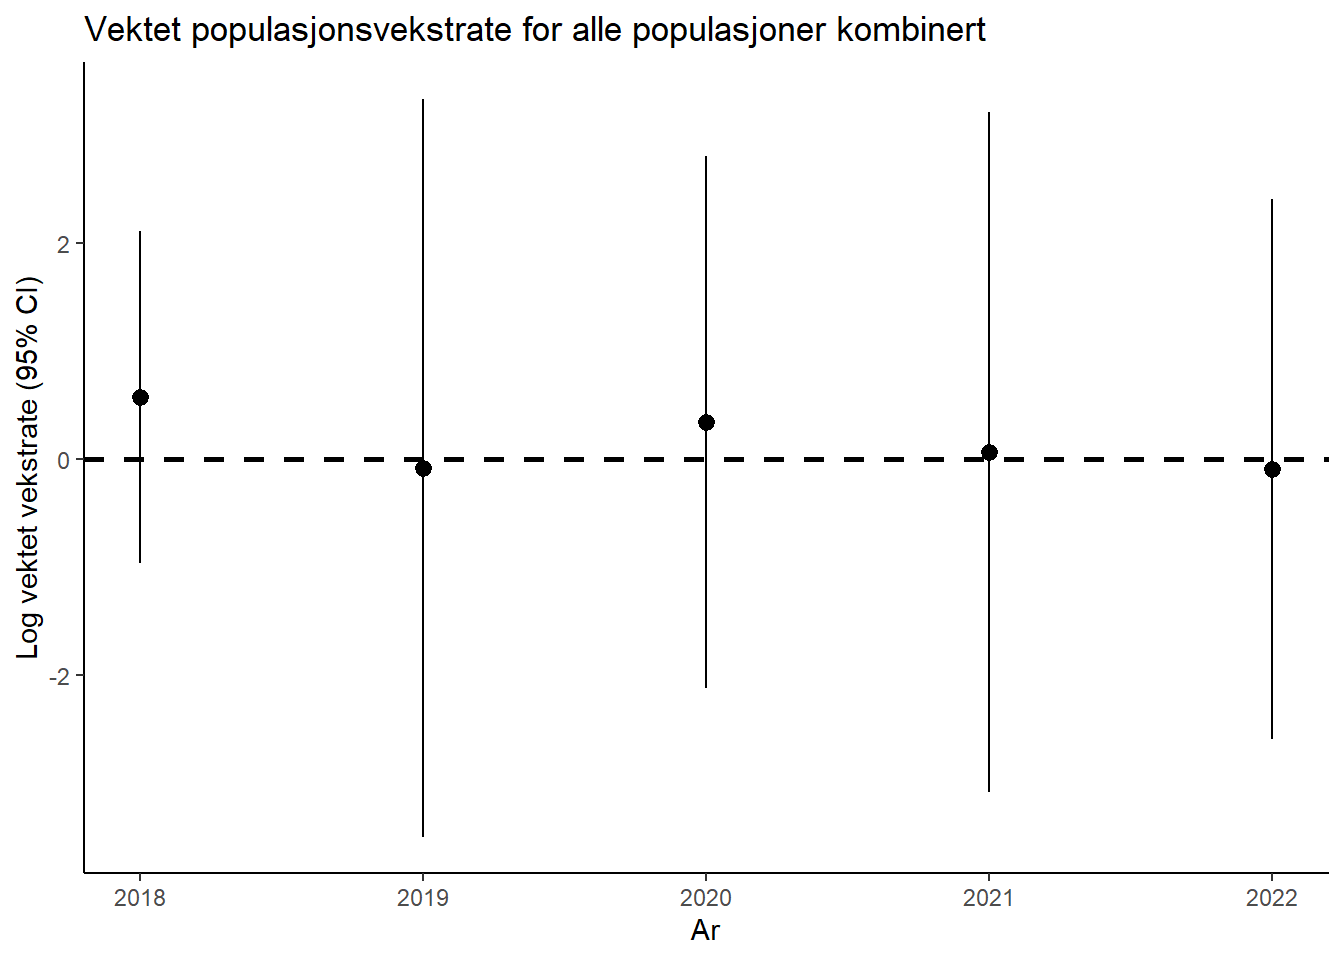 Vektet populasjonsvekstrate for alle populasjoner kombinert
Log vektet vekstrate (95% CI)
2
0
-2
2018 2019 2020 2021 2022
Ar